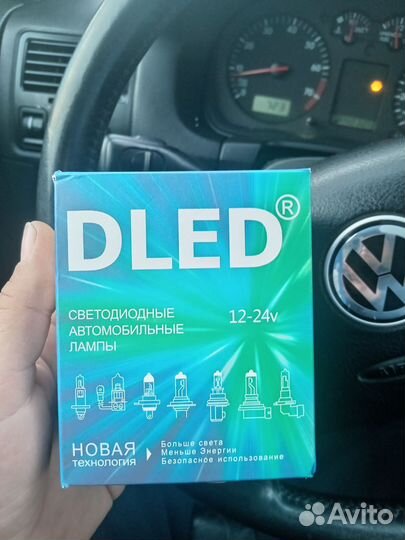 DLED®
СВЕТОДИОДНЫЕ
АВТОМОБИЛЬНЫЕ
ЛАМПЫ
12-24v
НОВАЯ
технология
Больше света
Меньше Энергии
Безопасное использование
Avito